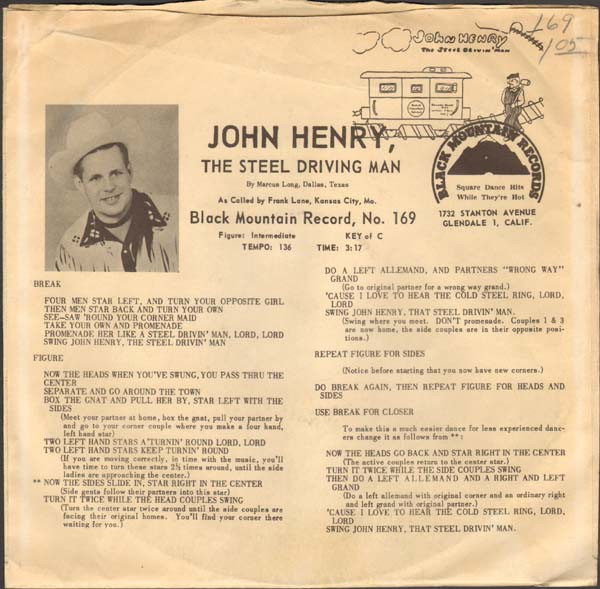 169
105
JOHN HENRY
THE STEEL DRIVIN' MAN
JOHN HENRY,
THE STEEL DRIVING MAN
By Marcus Long, Dallas, Texas
As Called by Frank Lane, Kansas City, Mo.
Black Mountain Record, No. 169
Figure: Intermediate KEY of C
TEMPO: 136 TIME: 3:17
BLACK MOUNTAIN RECORDS
Square Dance Hits
While They're Hot
1732 STANTON AVENUE
GLENDALE 1, CALIF.
BREAK
FOUR MEN STAR LEFT, AND TURN YOUR OPPOSITE GIRL
THEN MEN STAR BACK AND TURN YOUR OWN
SEE-SAW 'ROUND YOUR CORNER MAID
TAKE YOUR OWN AND PROMENADE
PROMENADE HER LIKE A STEEL DRIVIN' MAN, LORD, LORD
SWING JOHN HENRY, THE STEEL DRIVIN' MAN
FIGURE
NOW THE HEADS WHEN YOU'VE SWUNG, YOU PASS THRU THE
CENTER
SEPARATE AND GO AROUND THE TOWN
BOX THE GNAT AND PULL HER BY, STAR LEFT WITH THE
SIDES
(Meet your partner at home, box the gnat, pull your partner by
and go to your corner couple where you make a four hand,
left hand star)
TWO LEFT HAND STARS A'TURNIN' ROUND LORD, LORD
TWO LEFT HAND STARS KEEP TURNIN' ROUND
(If you are moving correctly, in time with the music, you'll
have time to turn these stars 2½ times around, until the side
ladies are approaching the center.)
** NOW THE SIDES SLIDE IN, STAR RIGHT IN THE CENTER
(Side gents follow their partners into this star)
TURN IT TWICE WHILE THE HEAD COUPLES SWING
(Turn the center star twice around until the side couples are
facing their original homes. You'll find your corner there
waiting for you.)
DO A LEFT ALLEMAND, AND PARTNERS "WRONG WAY"
GRAND
(Go to original partner for a wrong way grand.)
'CAUSE I LOVE TO HEAR THE COLD STEEL RING, LORD,
LORD
SWING JOHN HENRY, THAT STEEL DRIVIN' MAN.
(Swing where you meet. DON'T promenade. Couples 1 & 3
are now home, the side couples are in their opposite posi-
tions.)
REPEAT FIGURE FOR SIDES
(Notice before starting that you now have new corners.)
DO BREAK AGAIN, THEN REPEAT FIGURE FOR HEADS AND
SIDES
USE BREAK FOR CLOSER
To make this a much easier dance for less experienced danc-
ers change it as follows from **:
NOW THE HEADS GO BACK AND STAR RIGHT IN THE CENTER
(The active couples return to the center star.)
TURN IT TWICE WHILE THE SIDE COUPLES SWING
THEN DO A LEFT ALLEMAND AND A RIGHT AND LEFT
GRAND
(Do a left allemand with original corner and an ordinary right
and left grand with original partner.)
'CAUSE I LOVE TO HEAR THE COLD STEEL RING, LORD,
LORD
SWING JOHN HENRY, THAT STEEL DRIVIN' MAN.